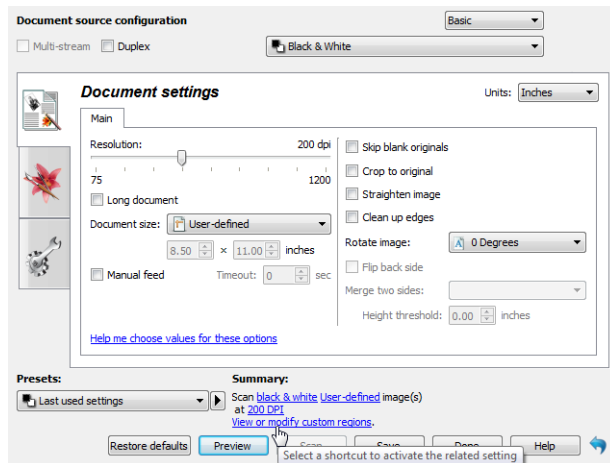 Document source configuration
Basic
Multi-stream
Duplex
Black & White
Document settings
Units:
Inches
Main
Resolution:
200 dpi
75
1200
Long document
Document size:
User-defined
8.50
×
11.00
inches
Manual feed
Timeout:
0
sec
Help me choose values for these options
Skip blank originals
Crop to original
Straighten image
Clean up edges
Rotate image:
0 Degrees
Flip back side
Merge two sides:
Height threshold:
0.00
inches
Presets:
Last used settings
Summary:
Scan black & white User-defined image(s)
at 200 DPI
View or modify custom regions.
Restore defaults
Preview
Scan
Save
Done
Help
Select a shortcut to activate the related setting